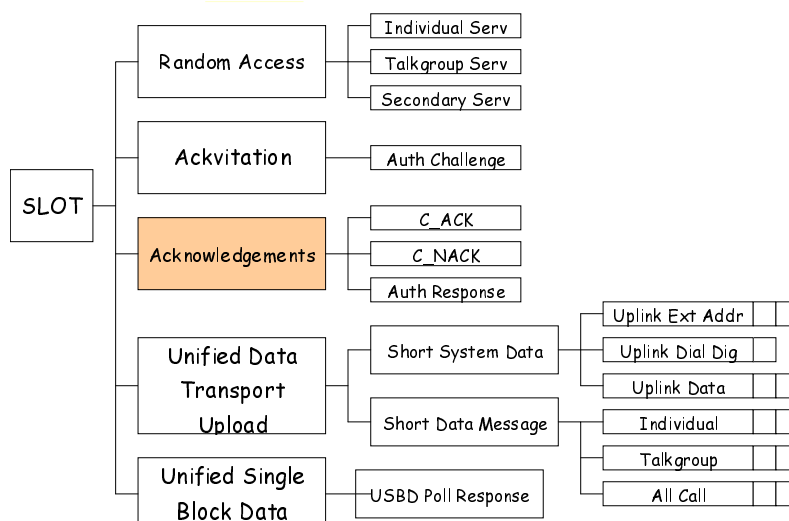 SLOT
Random Access
Individual Serv
Talkgroup Serv
Secondary Serv
Ackvitation
Auth Challenge
Acknowledgements
C_ACK
C_NACK
Auth Response
Unified Data
Transport
Upload
Short System Data
Uplink Ext Addr
Uplink Dial Dig
Uplink Data
Short Data Message
Individual
Talkgroup
All Call
Unified Single
Block Data
USBD Poll Response